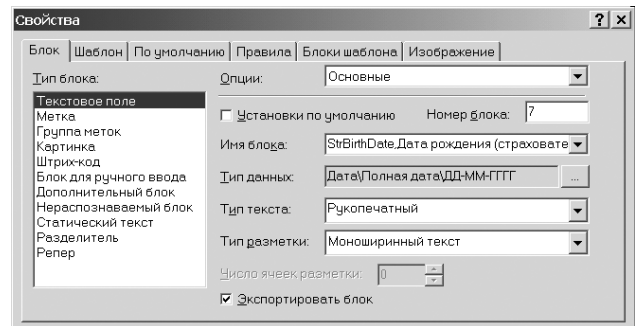 Свойства
Блок Шаблон По умолчанию Правила Блоки шаблона Изображение
Тип блока:
Текстовое поле
Метка
Группа меток
Картинка
Штрих-код
Блок для ручного ввода
Дополнительный блок
Нераспознаваемый блок
Статический текст
Разделитель
Репер
Опции: Основные
Установки по умолчанию Номер блока: 7
Имя блока: StrBirthDate,Дата рождения (страховате
Тип данных: Дата\Полная дата\ДД-ММ-ГГГГ ...
Тип текста: Рукопечатный
Тип разметки: Моноширинный текст
Число ячеек разметки: 0
Экспортировать блок